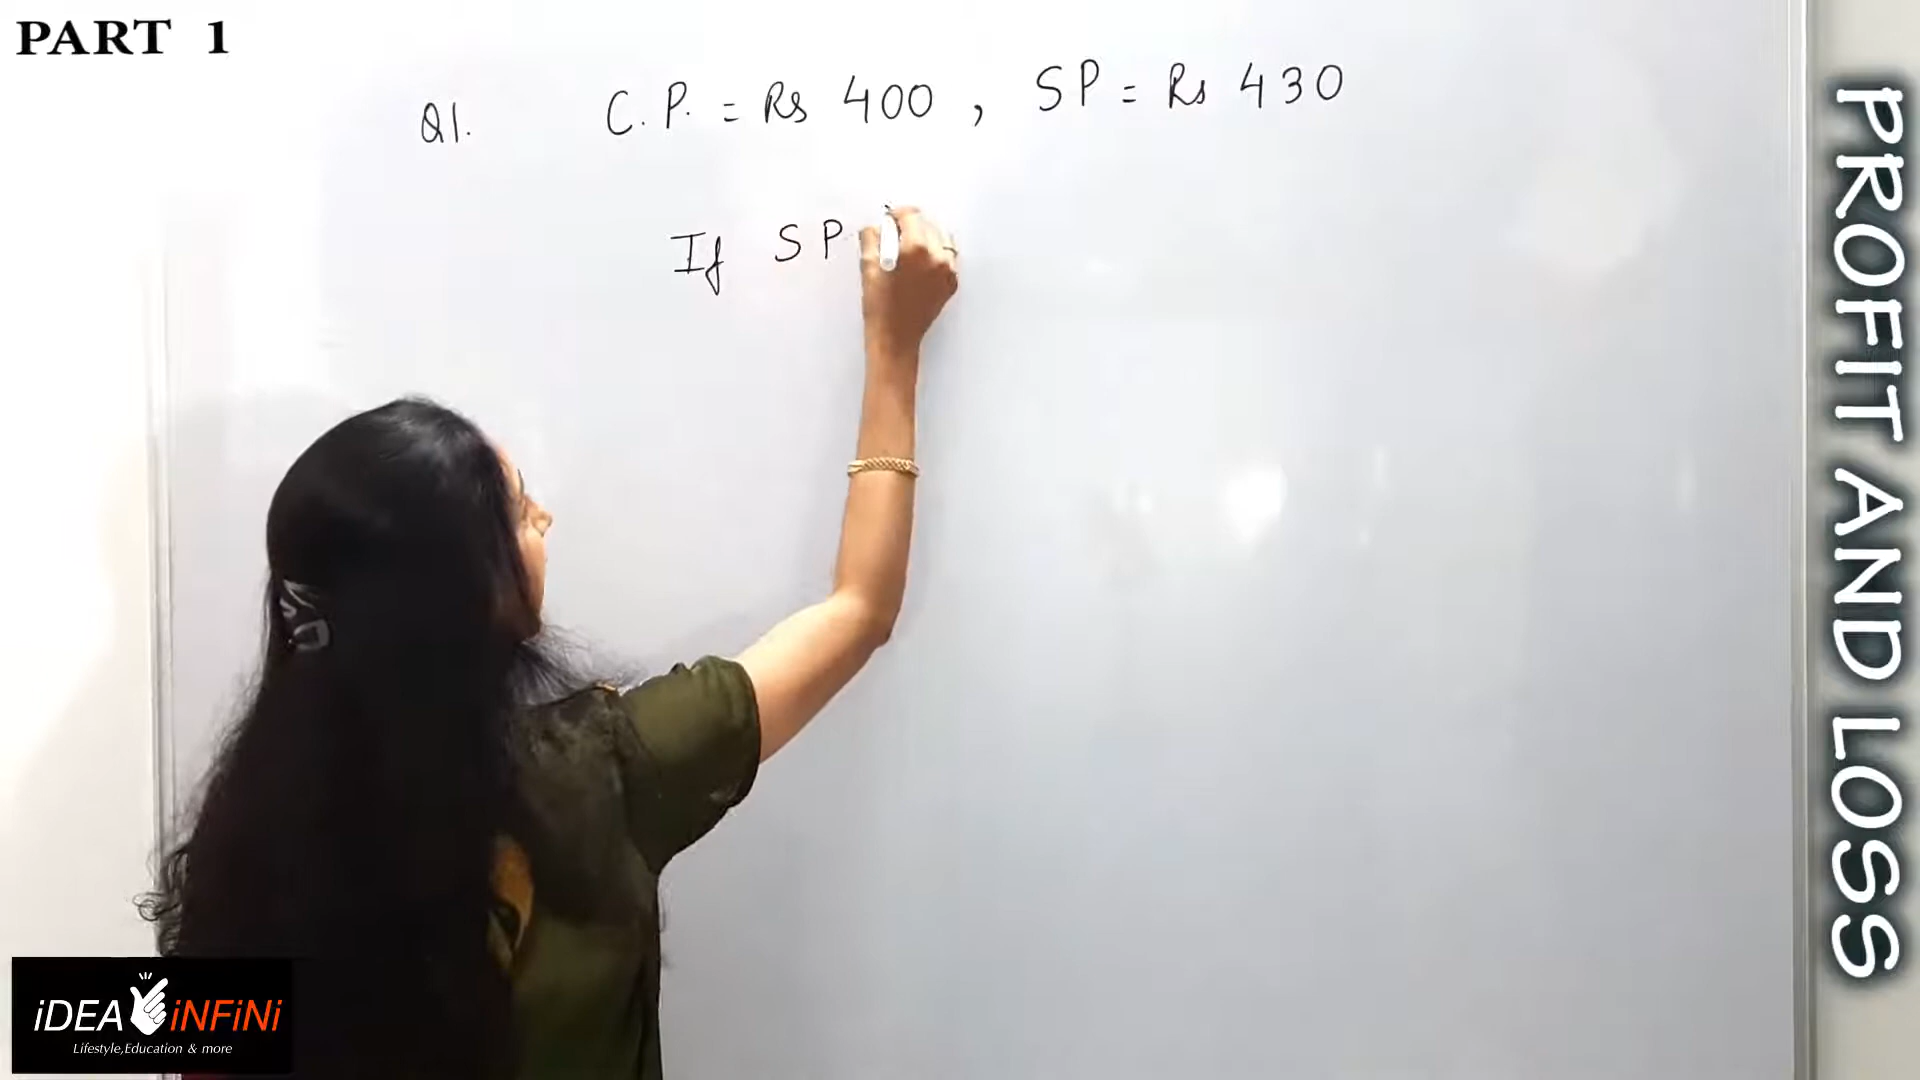 PART 1
Q1. C.P. = Rs 400 , SP = Rs 430
If SP
PROFIT AND LOSS
iDEA iNFiNi
Lifestyle,Education & more